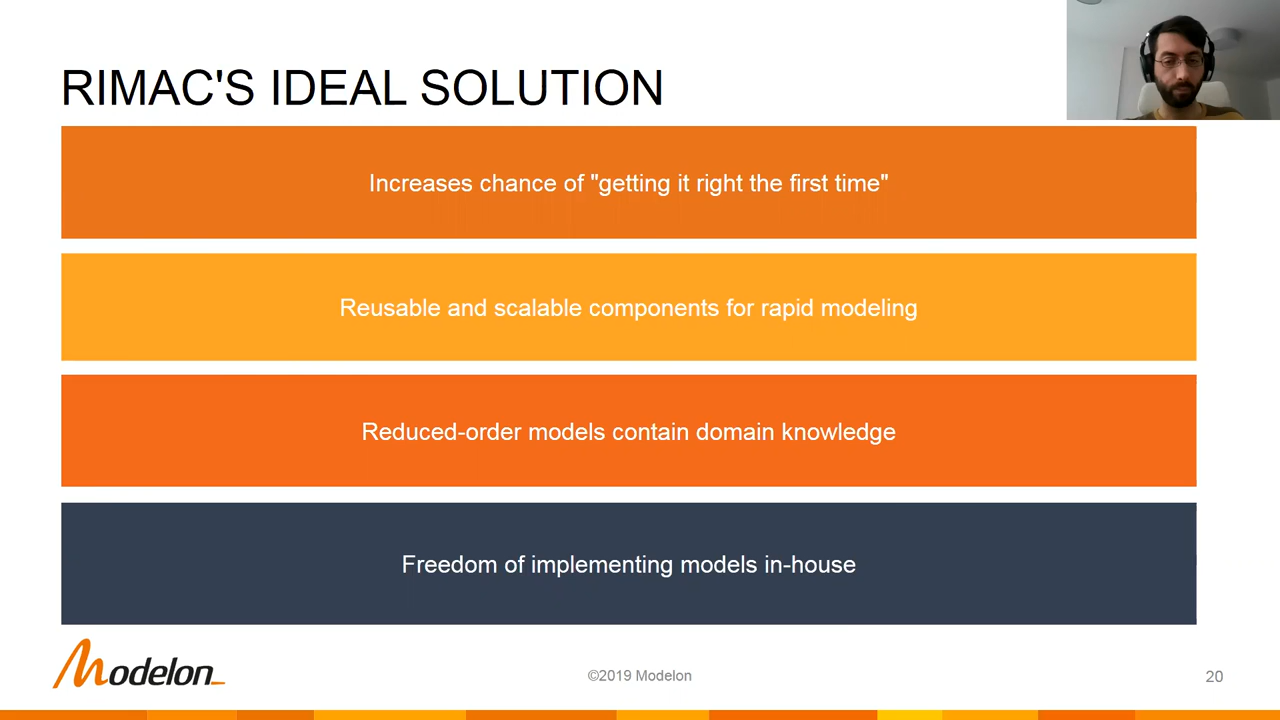 RIMAC'S IDEAL SOLUTION
Increases chance of "getting it right the first time"
Reusable and scalable components for rapid modeling
Reduced-order models contain domain knowledge
Freedom of implementing models in-house
Modelon
©2019 Modelon
20